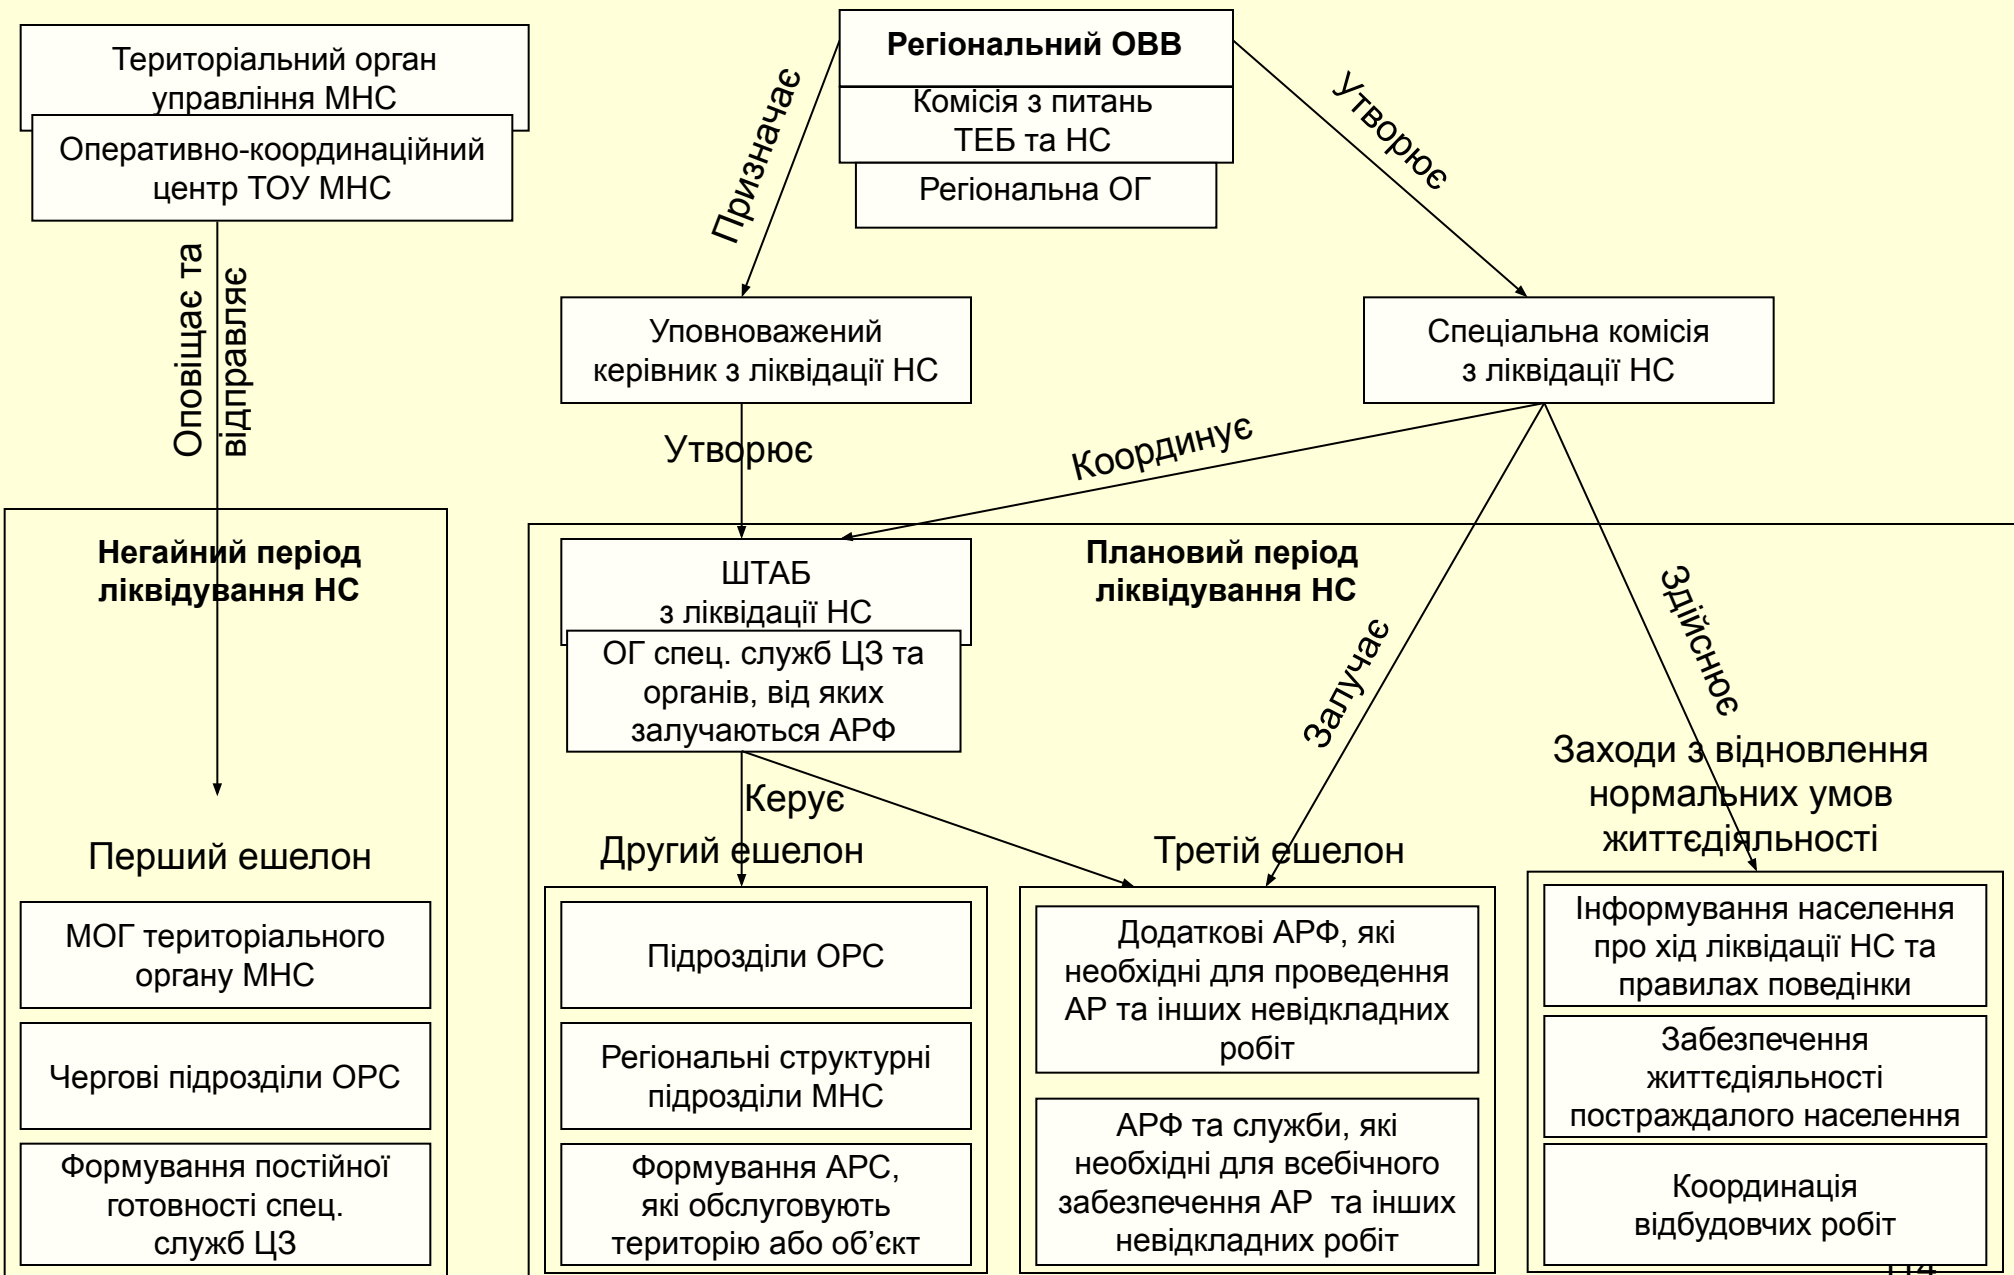 Територіальний орган
управління МНС
Оперативно-координаційний
центр ТОУ МНС
Регіональний ОВВ
Комісія з питань
ТЕБ та НС
Регіональна ОГ
Призначає
Утворює
Оповіщає та
відправляє
Уповноважений
керівник з ліквідації НС
Спеціальна комісія
з ліквідації НС
Утворює
Координує
Негайний період
ліквідування НС
Плановий період
ліквідування НС
ШТАБ
з ліквідації НС
ОГ спец. служб ЦЗ та
органів, від яких
залучаються АРФ
Залучає
Здійснює
Керує
Заходи з відновлення
нормальних умов
життєдіяльності
Перший ешелон
Другий ешелон
Третій ешелон
МОГ територіального
органу МНС
Чергові підрозділи ОРС
Формування постійної
готовності спец.
служб ЦЗ
Підрозділи ОРС
Регіональні структурні
підрозділи МНС
Формування АРС,
які обслуговують
територію або об’єкт
Додаткові АРФ, які
необхідні для проведення
АР та інших невідкладних
робіт
АРФ та служби, які
необхідні для всебічного
забезпечення АР та інших
невідкладних робіт
Інформування населення
про хід ліквідації НС та
правилах поведінки
Забезпечення
життєдіяльності
постраждалого населення
Координація
відбудовчих робіт